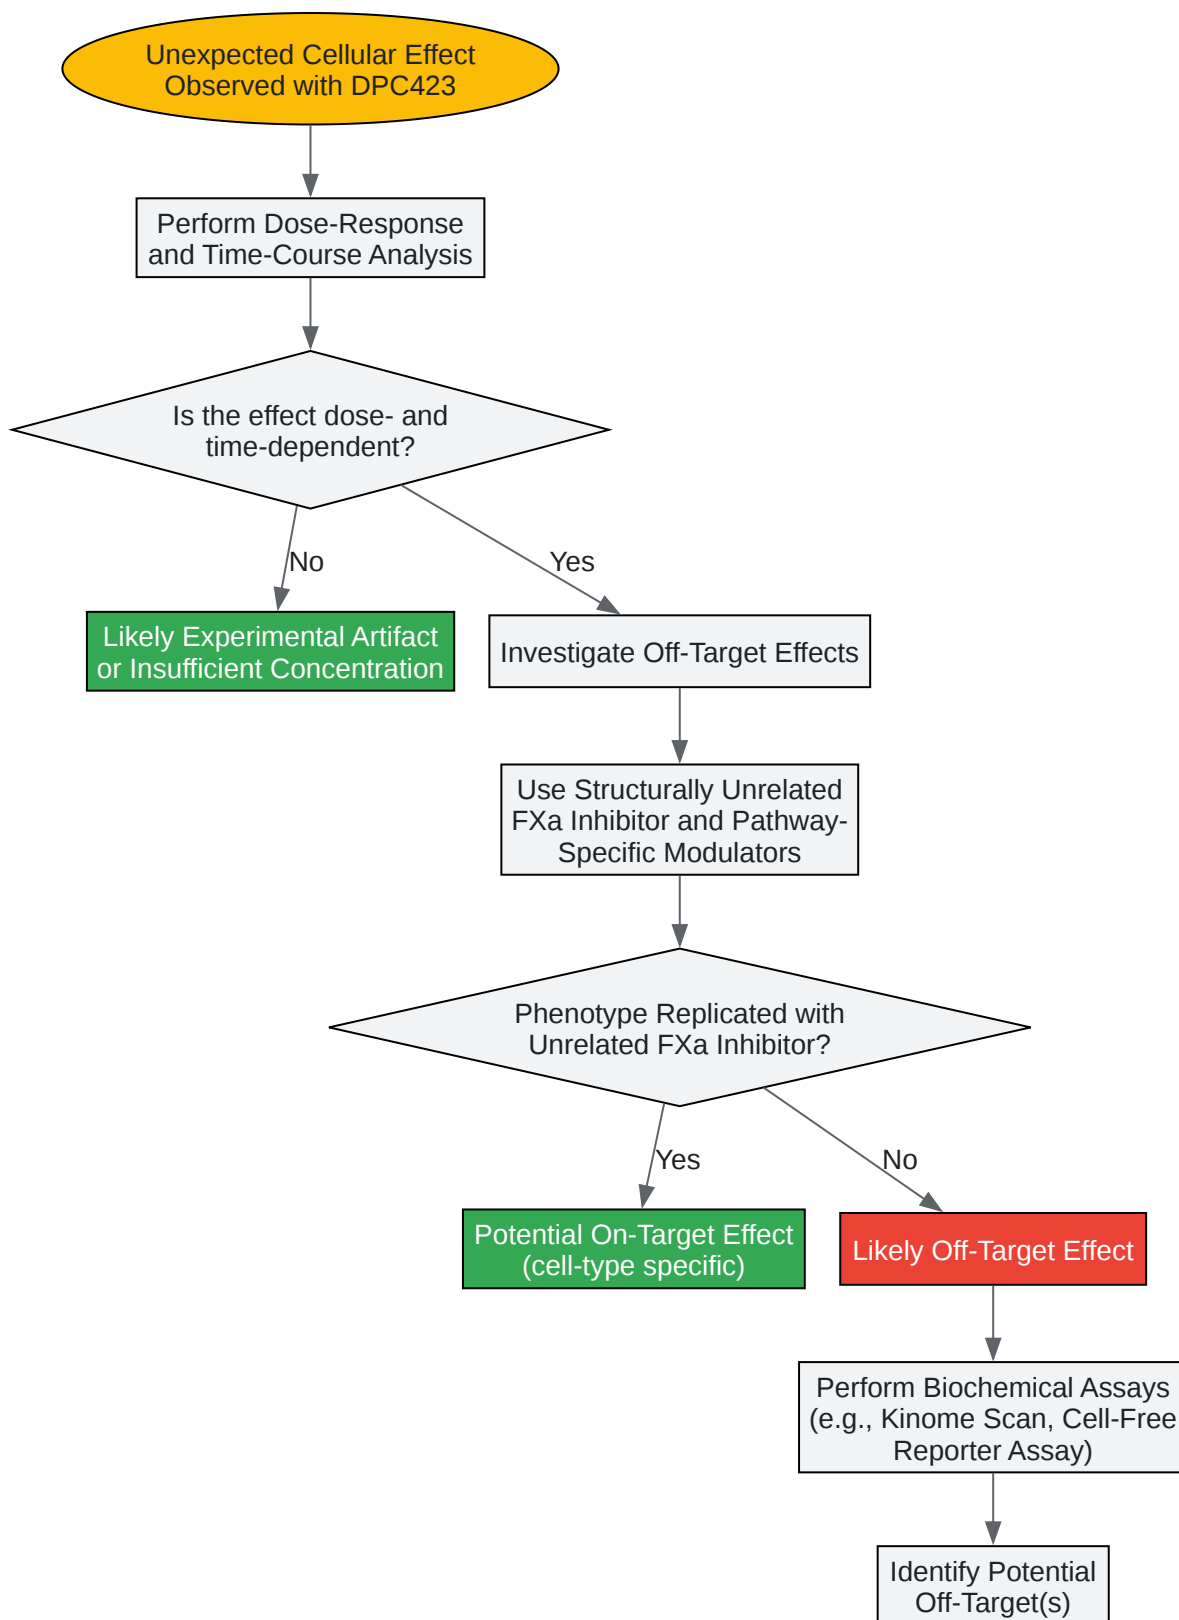 Unexpected Cellular Effect
Observed with DPC423
Perform Dose-Response
and Time-Course Analysis
Is the effect dose- and
time-dependent?
No
Yes
Likely Experimental Artifact
or Insufficient Concentration
Investigate Off-Target Effects
Use Structurally Unrelated
FXa Inhibitor and Pathway-
Specific Modulators
Phenotype Replicated with
Unrelated FXa Inhibitor?
Yes
No
Potential On-Target Effect
(cell-type specific)
Likely Off-Target Effect
Perform Biochemical Assays
(e.g., Kinome Scan, Cell-Free
Reporter Assay)
Identify Potential
Off-Target(s)